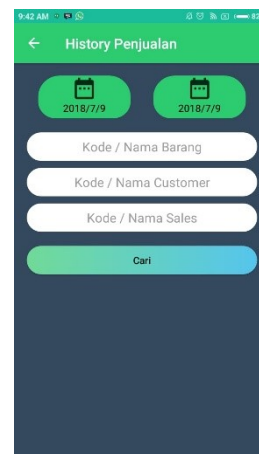 9:42 AM
82
History Penjualan
2018/7/9 2018/7/9
Kode / Nama Barang
Kode / Nama Customer
Kode / Nama Sales
Cari